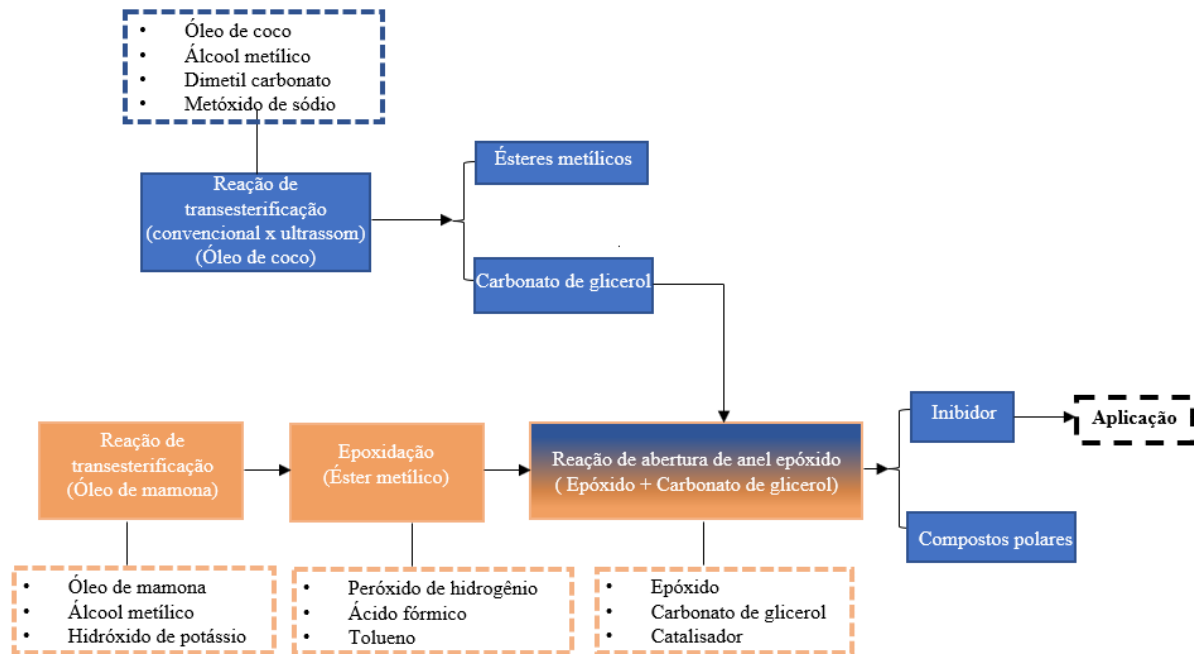 • Óleo de coco
• Álcool metílico
• Dimetil carbonato
• Metóxido de sódio
Reação de
transesterificação
(convencional x ultrassom)
(Óleo de coco)
Ésteres metílicos
Carbonato de glicerol
Reação de
transesterificação
(Óleo de mamona)
Epoxidação
(Éster metílico)
Reação de abertura de anel epóxido
( Epóxido + Carbonato de glicerol)
Inibidor
Aplicação
Compostos polares
• Óleo de mamona
• Álcool metílico
• Hidróxido de potássio
• Peróxido de hidrogênio
• Ácido fórmico
• Tolueno
• Epóxido
• Carbonato de glicerol
• Catalisador